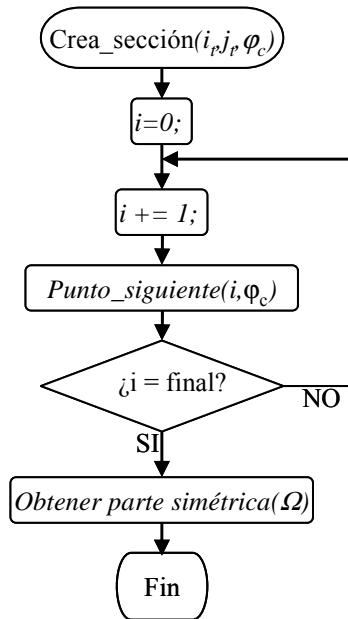 Crea_sección(i_r, j_r, φ_c)
i=0;
i += 1;
Punto_siguiente(i,φ_c)
¿i = final?
NO
SI
Obtener parte simétrica(Ω)
Fin